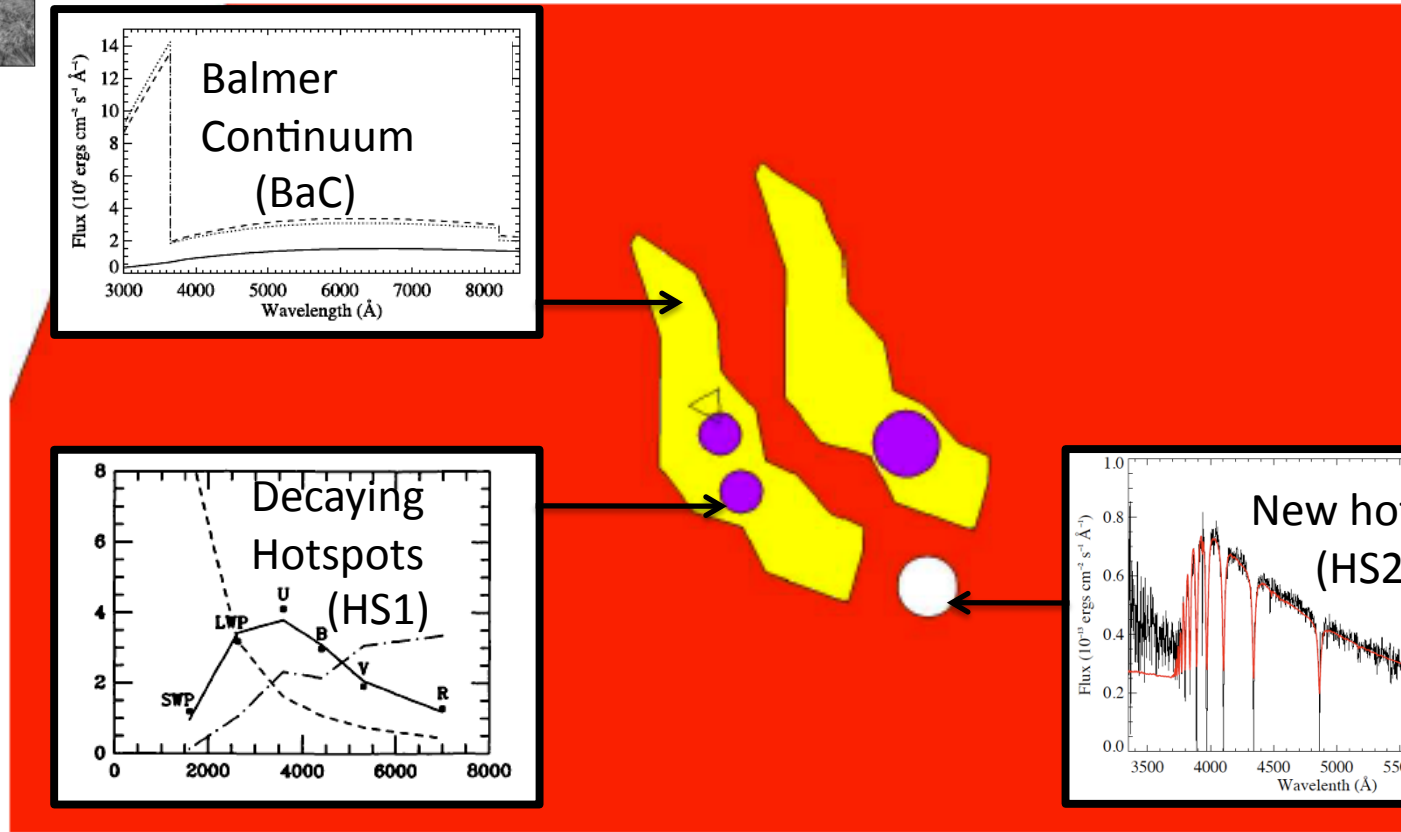 Balmer
Continuum
(BaC)
Flux (10⁶ ergs cm⁻² s⁻¹ Å⁻¹)
14
12
10
8
6
4
2
0
3000 4000 5000 6000 7000 8000
Wavelength (Å)
Decaying
Hotspots
(HS1)
8
6
4
2
0
SWP
LWP
U
B
V
R
0 2000 4000 6000 8000
New hot
(HS2
Flux (10⁻¹³ ergs cm⁻² s⁻¹ Å⁻¹)
1.0
0.8
0.6
0.4
0.2
0.0
3500 4000 4500 5000 550
Wavelenth (Å)